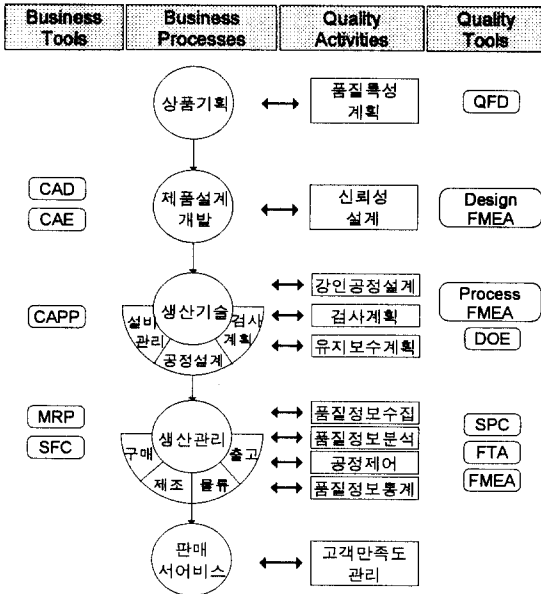 Business
Tools
Business
Processes
Quality
Activities
Quality
Tools
상품기획
품질특성
계획
QFD
CAD
CAE
제품설계
개발
신뢰성
설계
Design
FMEA
CAPP
생산기술
설비
관리
공정설계
검사
계획
강인공정설계
검사계획
유지보수계획
Process
FMEA
DOE
MRP
SFC
생산관리
구매
제조
물류
출고
품질정보수집
품질정보분석
공정제어
품질정보통계
SPC
FTA
FMEA
판매
서어비스
고객만족도
관리